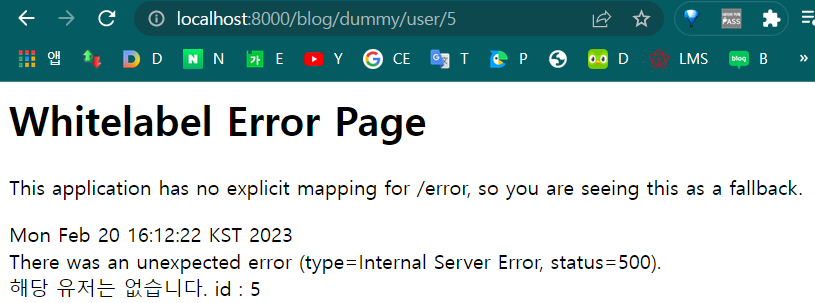 localhost:8000/blog/dummy/user/5
앱 D N N 가 E Y G CE T P D LMS blog B »
Whitelabel Error Page
This application has no explicit mapping for /error, so you are seeing this as a fallback.
Mon Feb 20 16:12:22 KST 2023
There was an unexpected error (type=Internal Server Error, status=500).
해당 유저는 없습니다. id : 5